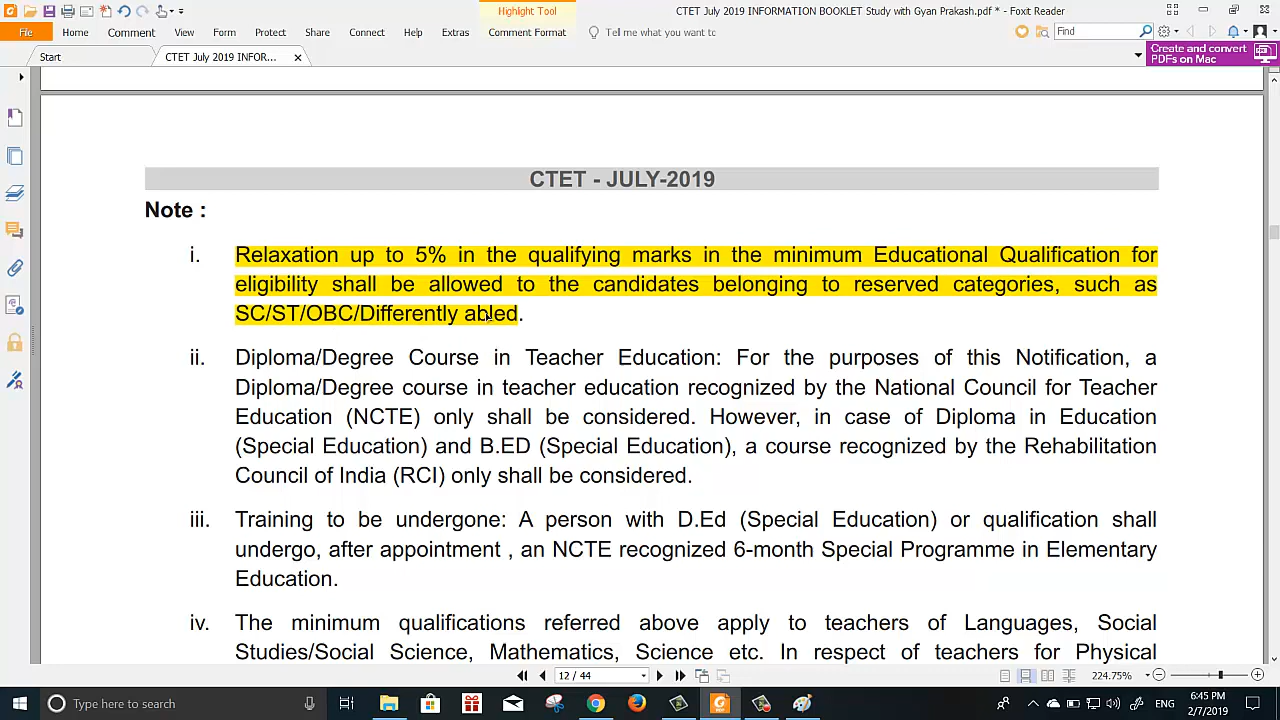 Highlight Tool
CTET July 2019 INFORMATION BOOKLET Study with Gyan Prakash.pdf * - Foxit Reader
File Home Comment View Form Protect Share Connect Help Extras Comment Format Tell me what you want to Find
Start CTET July 2019 INFOR...
Create and convert
PDFs on Mac
CTET - JULY-2019
Note :
i. Relaxation up to 5% in the qualifying marks in the minimum Educational Qualification for
eligibility shall be allowed to the candidates belonging to reserved categories, such as
SC/ST/OBC/Differently abled.
ii. Diploma/Degree Course in Teacher Education: For the purposes of this Notification, a
Diploma/Degree course in teacher education recognized by the National Council for Teacher
Education (NCTE) only shall be considered. However, in case of Diploma in Education
(Special Education) and B.ED (Special Education), a course recognized by the Rehabilitation
Council of India (RCI) only shall be considered.
iii. Training to be undergone: A person with D.Ed (Special Education) or qualification shall
undergo, after appointment , an NCTE recognized 6-month Special Programme in Elementary
Education.
iv. The minimum qualifications referred above apply to teachers of Languages, Social
Studies/Social Science, Mathematics, Science etc. In respect of teachers for Physical
12 / 44
224.75%
Type here to search
ENG
6:45 PM
2/7/2019